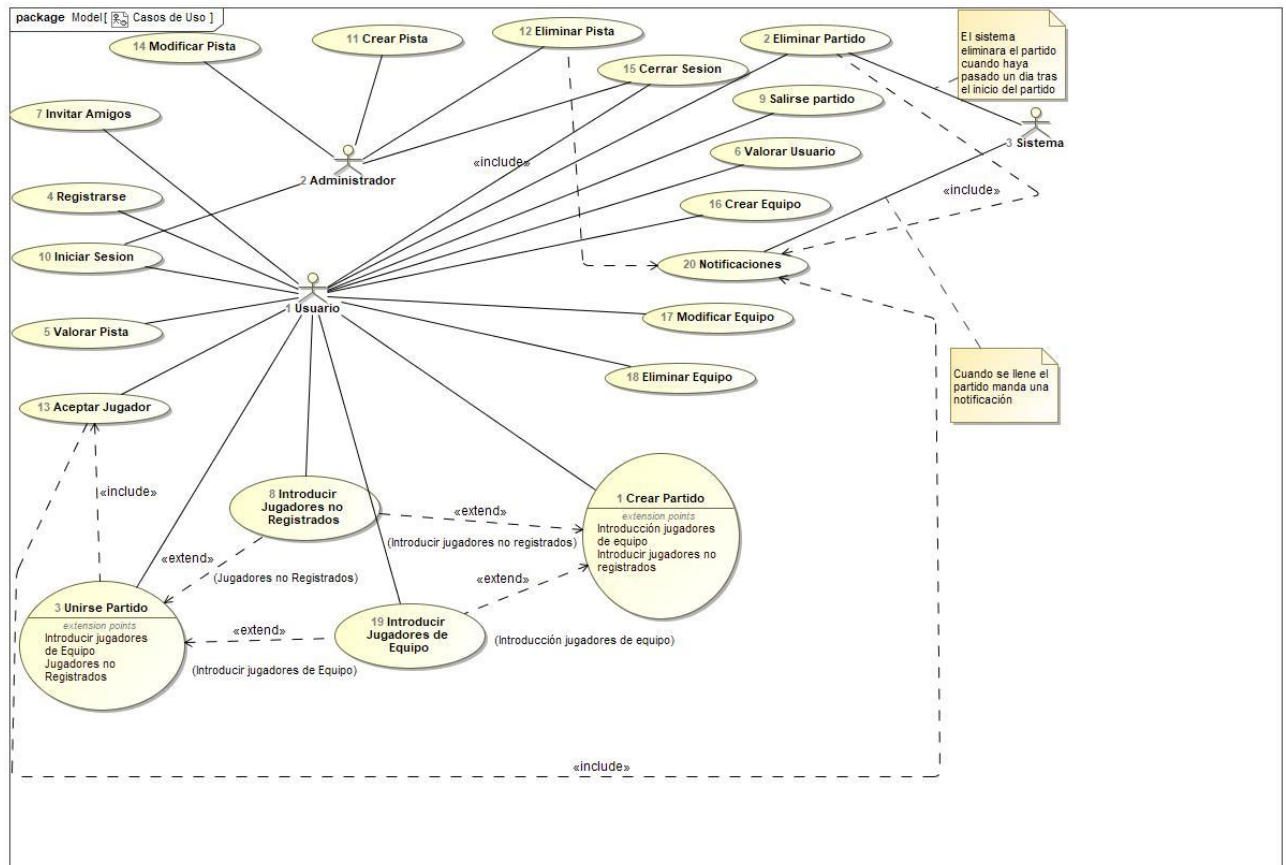 package Model[ Casos de Uso ]
14 Modificar Pista
11 Crear Pista
12 Eliminar Pista
2 Eliminar Partido
El sistema
eliminara el partido
cuando haya
pasado un dia tras
el inicio del partido
15 Cerrar Sesion
7 Invitar Amigos
9 Salirse partido
3 Sistema
«include»
6 Valorar Usuario
2 Administrador
4 Registrarse
«include»
16 Crear Equipo
10 Iniciar Sesion
20 Notificaciones
1 Usuario
5 Valorar Pista
17 Modificar Equipo
18 Eliminar Equipo
Cuando se llene el
partido manda una
notificación
13 Aceptar Jugador
«include»
8 Introducir
Jugadores no
Registrados
1 Crear Partido
extension points
Introducción jugadores
de equipo
Introducir jugadores no
registrados
«extend»
(Introducir jugadores no registrados)
«extend»
(Jugadores no Registrados)
«extend»
3 Unirse Partido
extension points
Introducir jugadores
de Equipo
Jugadores no
Registrados
«extend»
(Introducir jugadores de Equipo)
19 Introducir
Jugadores de
Equipo
(Introducción jugadores de equipo)
«include»